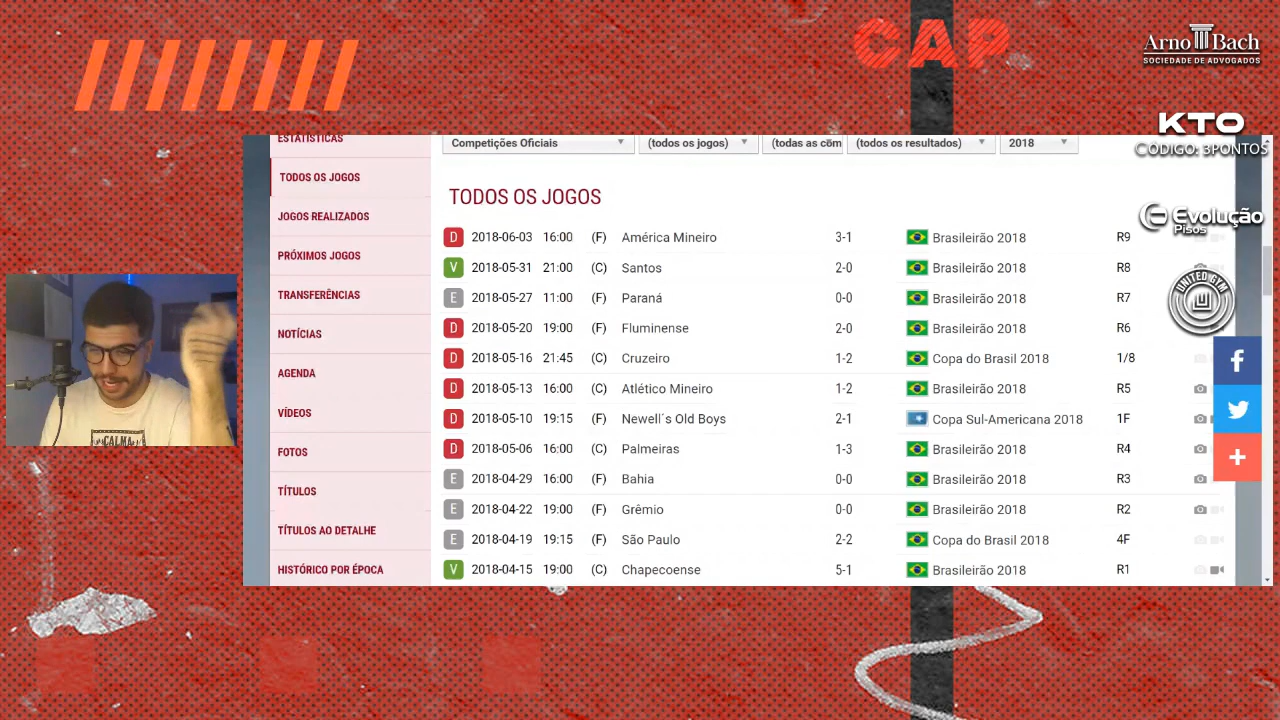 CAP
Arno Bach
SOCIEDADE DE ADVOGADOS
KTO
CÓDIGO: 3PONTOS
Evolução
Pisos
UNITED GYM
ESTATÍSTICAS
TODOS OS JOGOS
JOGOS REALIZADOS
PRÓXIMOS JOGOS
TRANSFERÊNCIAS
NOTÍCIAS
AGENDA
VÍDEOS
FOTOS
TÍTULOS
TÍTULOS AO DETALHE
HISTÓRICO POR ÉPOCA
Competições Oficiais (todos os jogos) (todas as com (todos os resultados) 2018
TODOS OS JOGOS
D 2018-06-03 16:00 (F) América Mineiro 3-1 Brasileirão 2018 R9
V 2018-05-31 21:00 (C) Santos 2-0 Brasileirão 2018 R8
E 2018-05-27 11:00 (F) Paraná 0-0 Brasileirão 2018 R7
D 2018-05-20 19:00 (F) Fluminense 2-0 Brasileirão 2018 R6
D 2018-05-16 21:45 (C) Cruzeiro 1-2 Copa do Brasil 2018 1/8
D 2018-05-13 16:00 (C) Atlético Mineiro 1-2 Brasileirão 2018 R5
D 2018-05-10 19:15 (F) Newell´s Old Boys 2-1 Copa Sul-Americana 2018 1F
D 2018-05-06 16:00 (C) Palmeiras 1-3 Brasileirão 2018 R4
E 2018-04-29 16:00 (F) Bahia 0-0 Brasileirão 2018 R3
E 2018-04-22 19:00 (F) Grêmio 0-0 Brasileirão 2018 R2
E 2018-04-19 19:15 (F) São Paulo 2-2 Copa do Brasil 2018 4F
V 2018-04-15 19:00 (C) Chapecoense 5-1 Brasileirão 2018 R1
CALMA